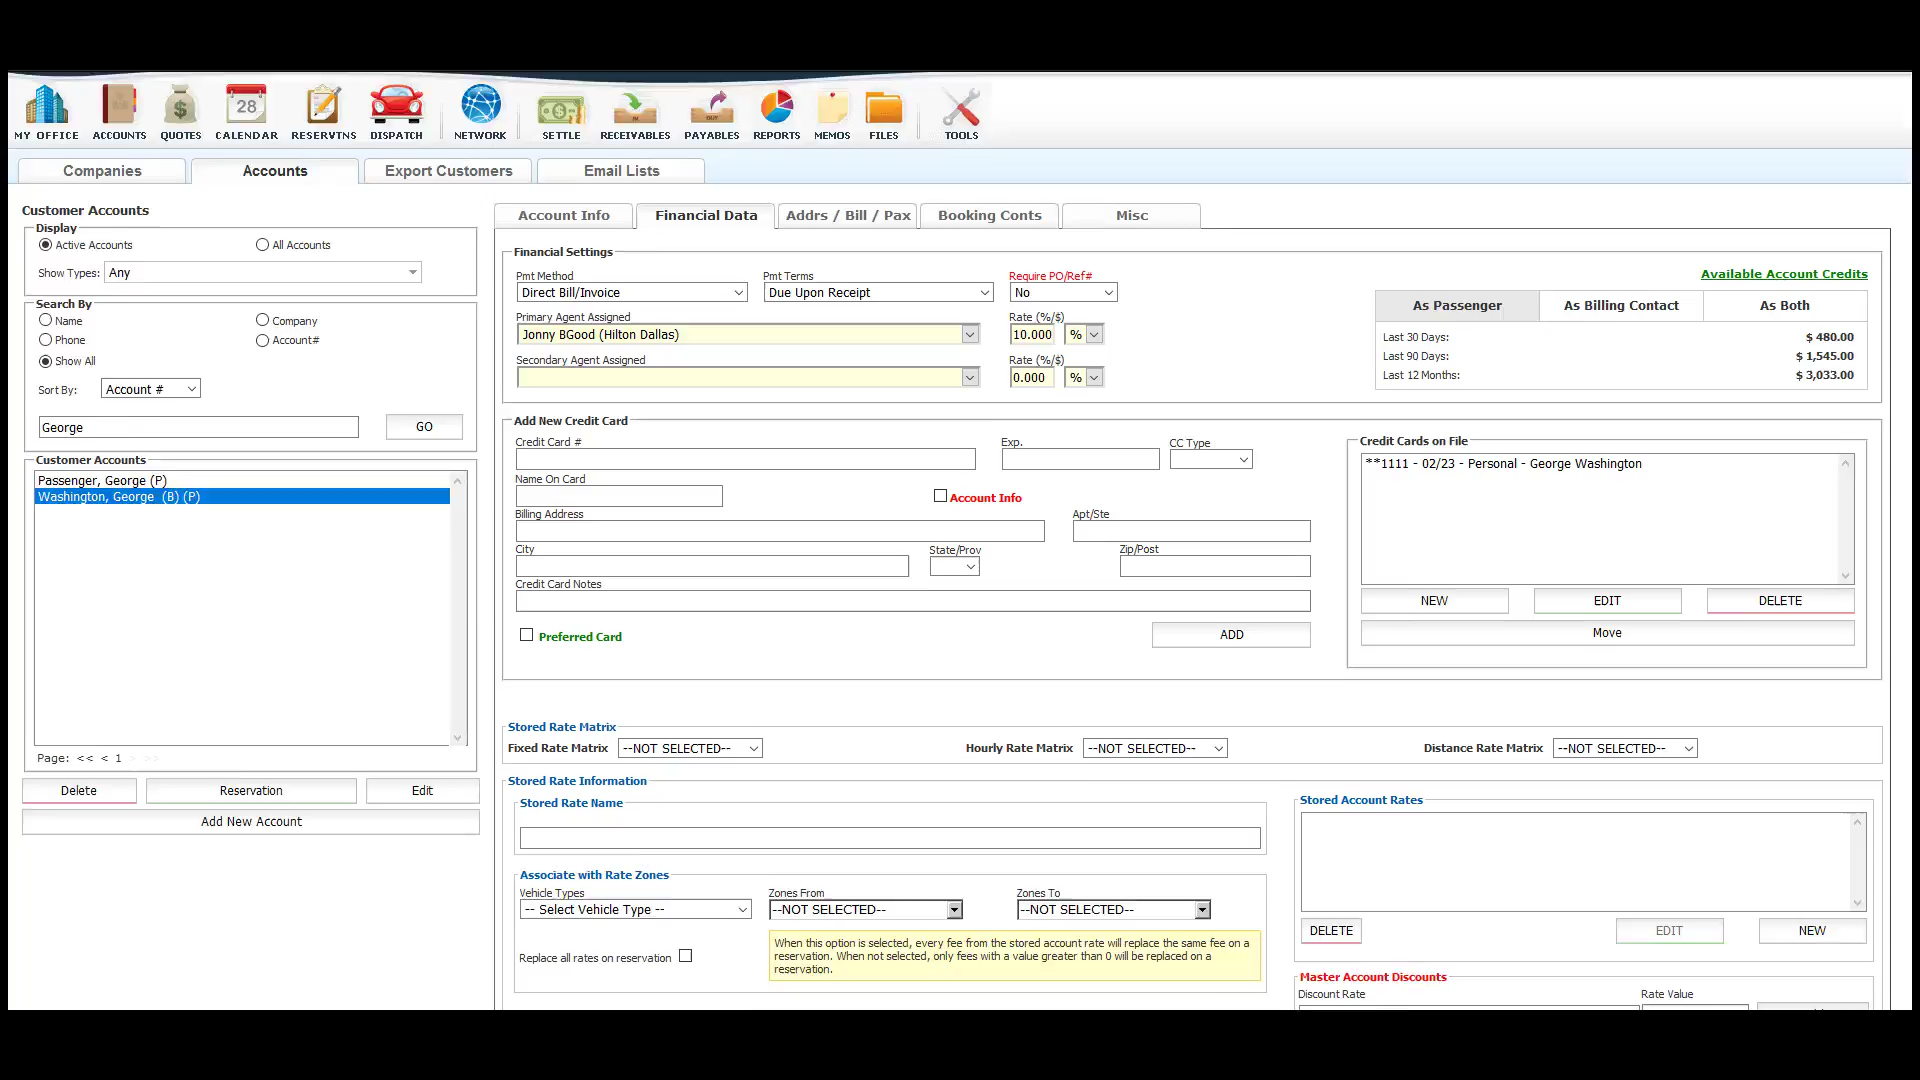 MY OFFICE
ACCOUNTS
QUOTES
28
CALENDAR
RESERVTNS
DISPATCH
NETWORK
SETTLE
IN
RECEIVABLES
OUT
PAYABLES
REPORTS
MEMOS
FILES
TOOLS
Companies
Accounts
Export Customers
Email Lists
Customer Accounts
Display
Active Accounts
All Accounts
Show Types: Any
Search By
Name
Company
Phone
Account#
Show All
Sort By: Account #
George
GO
Customer Accounts
Passenger, George (P)
Washington, George (B) (P)
Page: << < 1 > >>
Delete
Reservation
Edit
Add New Account
Account Info
Financial Data
Addrs / Bill / Pax
Booking Conts
Misc
Financial Settings
Pmt Method
Pmt Terms
Require PO/Ref#
Direct Bill/Invoice
Due Upon Receipt
No
Primary Agent Assigned
Rate (%/$)
Jonny BGood (Hilton Dallas)
10.000
%
Secondary Agent Assigned
Rate (%/$)
0.000
%
Available Account Credits
As Passenger
As Billing Contact
As Both
Last 30 Days: $ 480.00
Last 90 Days: $ 1,545.00
Last 12 Months: $ 3,033.00
Add New Credit Card
Credit Card #
Exp.
CC Type
Name On Card
Account Info
Billing Address
Apt/Ste
City
State/Prov
Zip/Post
Credit Card Notes
Preferred Card
ADD
Credit Cards on File
**1111 - 02/23 - Personal - George Washington
NEW
EDIT
DELETE
Move
Stored Rate Matrix
Fixed Rate Matrix --NOT SELECTED--
Hourly Rate Matrix --NOT SELECTED--
Distance Rate Matrix --NOT SELECTED--
Stored Rate Information
Stored Rate Name
Associate with Rate Zones
Vehicle Types
Zones From
Zones To
-- Select Vehicle Type --
--NOT SELECTED--
--NOT SELECTED--
Replace all rates on reservation
When this option is selected, every fee from the stored account rate will replace the same fee on a
reservation. When not selected, only fees with a value greater than 0 will be replaced on a
reservation.
Stored Account Rates
DELETE
EDIT
NEW
Master Account Discounts
Discount Rate
Rate Value